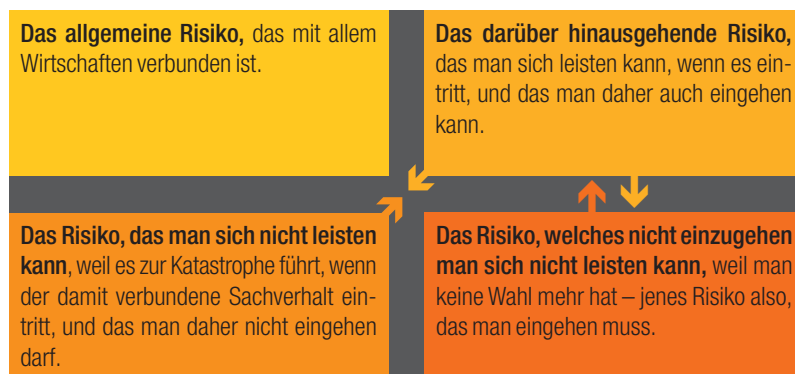 Das allgemeine Risiko, das mit allem
Wirtschaften verbunden ist.
Das darüber hinausgehende Risiko,
das man sich leisten kann, wenn es ein-
tritt, und das man daher auch eingehen
kann.
Das Risiko, das man sich nicht leisten
kann, weil es zur Katastrophe führt, wenn
der damit verbundene Sachverhalt ein-
tritt, und das man daher nicht eingehen
darf.
Das Risiko, welches nicht einzugehen
man sich nicht leisten kann, weil man
keine Wahl mehr hat – jenes Risiko also,
das man eingehen muss.